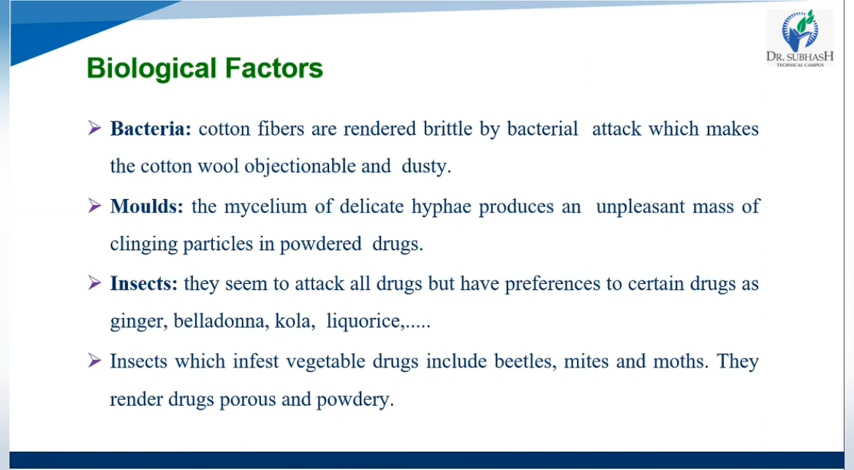 DR. SUBHASH
TECHNICAL CAMPUS
Biological Factors
Bacteria: cotton fibers are rendered brittle by bacterial attack which makes
the cotton wool objectionable and dusty.
Moulds: the mycelium of delicate hyphae produces an unpleasant mass of
clinging particles in powdered drugs.
Insects: they seem to attack all drugs but have preferences to certain drugs as
ginger, belladonna, kola, liquorice,.....
Insects which infest vegetable drugs include beetles, mites and moths. They
render drugs porous and powdery.